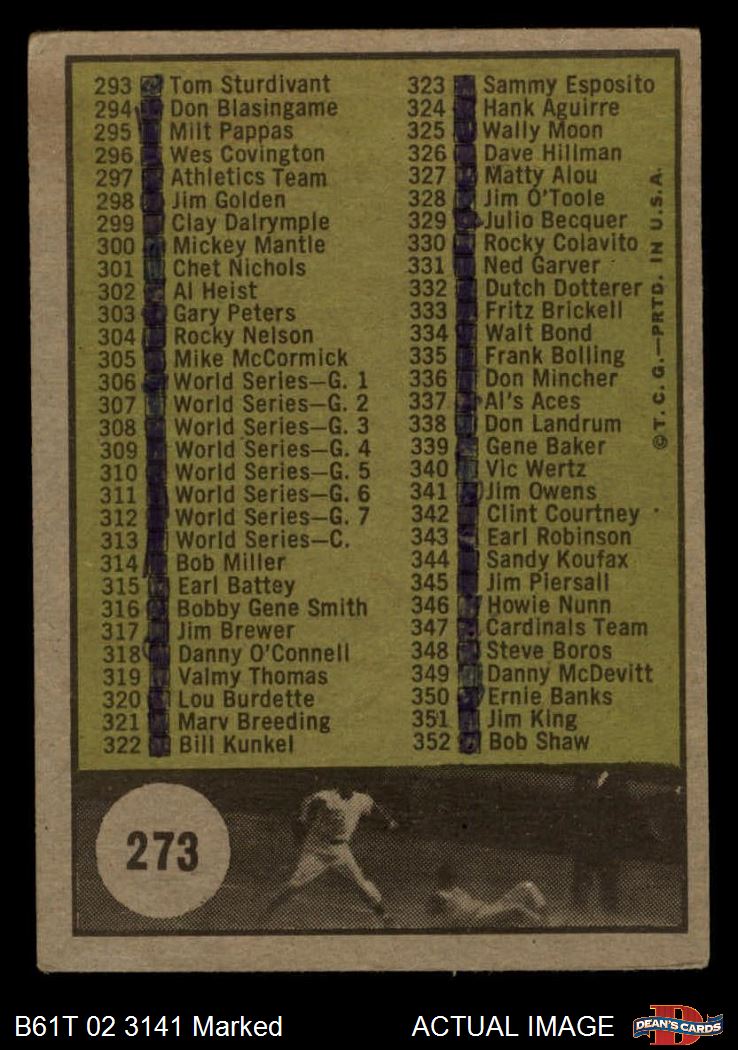 293 Tom Sturdivant
294 Don Blasingame
295 Milt Pappas
296 Wes Covington
297 Athletics Team
298 Jim Golden
299 Clay Dalrymple
300 Mickey Mantle
301 Chet Nichols
302 Al Heist
303 Gary Peters
304 Rocky Nelson
305 Mike McCormick
306 World Series—G. 1
307 World Series—G. 2
308 World Series—G. 3
309 World Series—G. 4
310 World Series—G. 5
311 World Series—G. 6
312 World Series—G. 7
313 World Series—C.
314 Bob Miller
315 Earl Battey
316 Bobby Gene Smith
317 Jim Brewer
318 Danny O'Connell
319 Valmy Thomas
320 Lou Burdette
321 Marv Breeding
322 Bill Kunkel
323 Sammy Esposito
324 Hank Aguirre
325 Wally Moon
326 Dave Hillman
327 Matty Alou
328 Jim O'Toole
329 Julio Becquer
330 Rocky Colavito
331 Ned Garver
332 Dutch Dotterer
333 Fritz Brickell
334 Walt Bond
335 Frank Bolling
336 Don Mincher
337 Al's Aces
338 Don Landrum
339 Gene Baker
340 Vic Wertz
341 Jim Owens
342 Clint Courtney
343 Earl Robinson
344 Sandy Koufax
345 Jim Piersall
346 Howie Nunn
347 Cardinals Team
348 Steve Boros
349 Danny McDevitt
350 Ernie Banks
351 Jim King
352 Bob Shaw
©T. C. G.—PRTD. IN U.S.A.
273
B61T 02 3141 Marked
ACTUAL IMAGE
DEAN'S CARDS